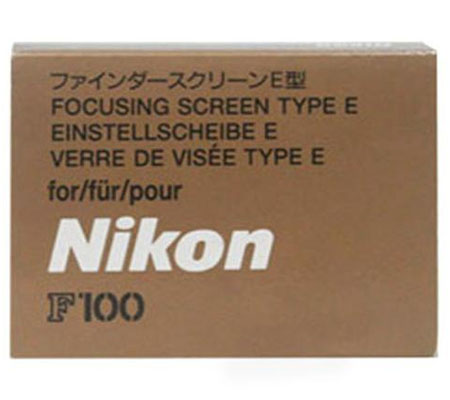 ファインダースクリーンE型
FOCUSING SCREEN TYPE E
EINSTELLSCHEIBE E
VERRE DE VISÉE TYPE E
for/für/pour
Nikon
F100